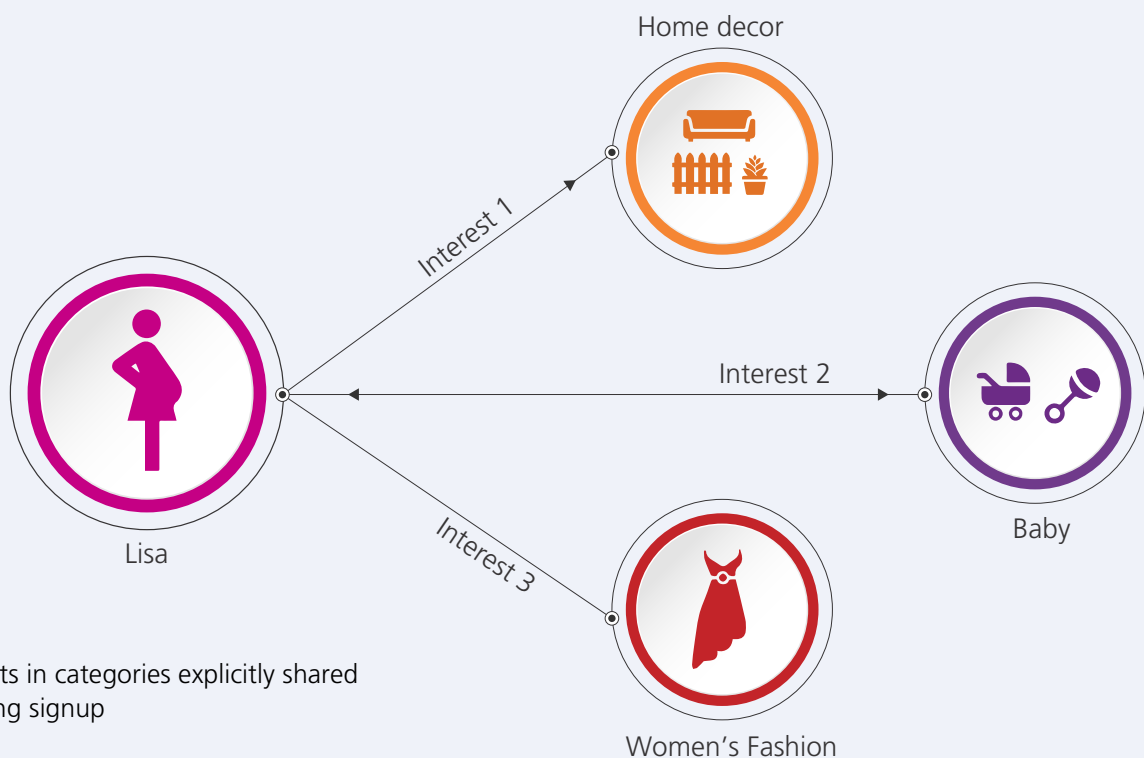 Home decor
Interest 1
Interest 2
Lisa
Baby
Interest 3
ts in categories explicitly shared
ng signup
Women's Fashion